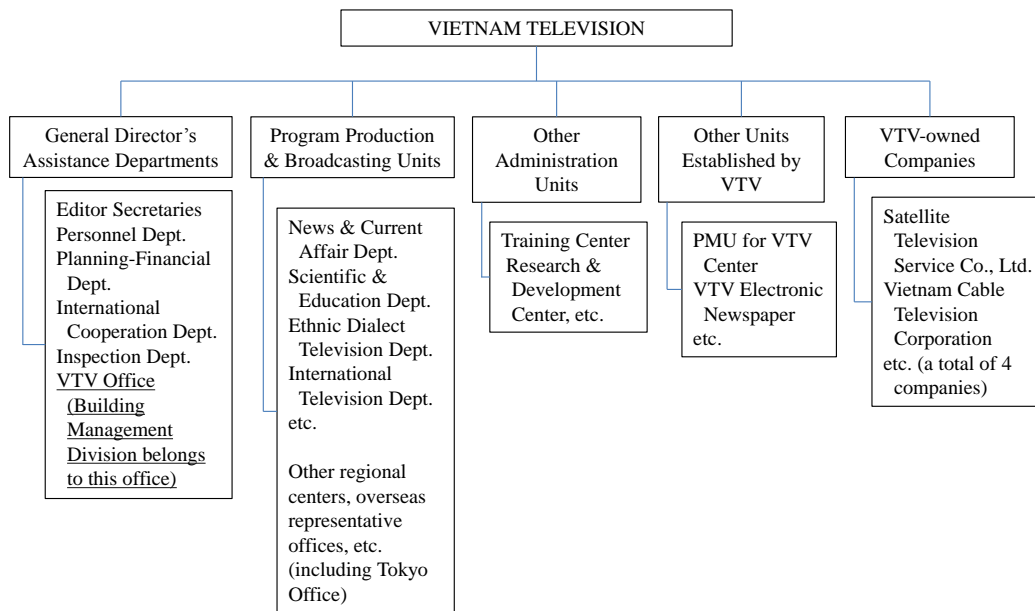 VIETNAM TELEVISION
General Director's
Assistance Departments
Editor Secretaries
Personnel Dept.
Planning-Financial
Dept.
International
Cooperation Dept.
Inspection Dept.
VTV Office
(Building
Management
Division belongs
to this office)
Program Production
& Broadcasting Units
News & Current
Affair Dept.
Scientific &
Education Dept.
Ethnic Dialect
Television Dept.
International
Television Dept.
etc.
Other regional
centers, overseas
representative
offices, etc.
(including Tokyo
Office)
Other
Administration
Units
Training Center
Research &
Development
Center, etc.
Other Units
Established by
VTV
PMU for VTV
Center
VTV Electronic
Newspaper
etc.
VTV-owned
Companies
Satellite
Television
Service Co., Ltd.
Vietnam Cable
Television
Corporation
etc. (a total of 4
companies)